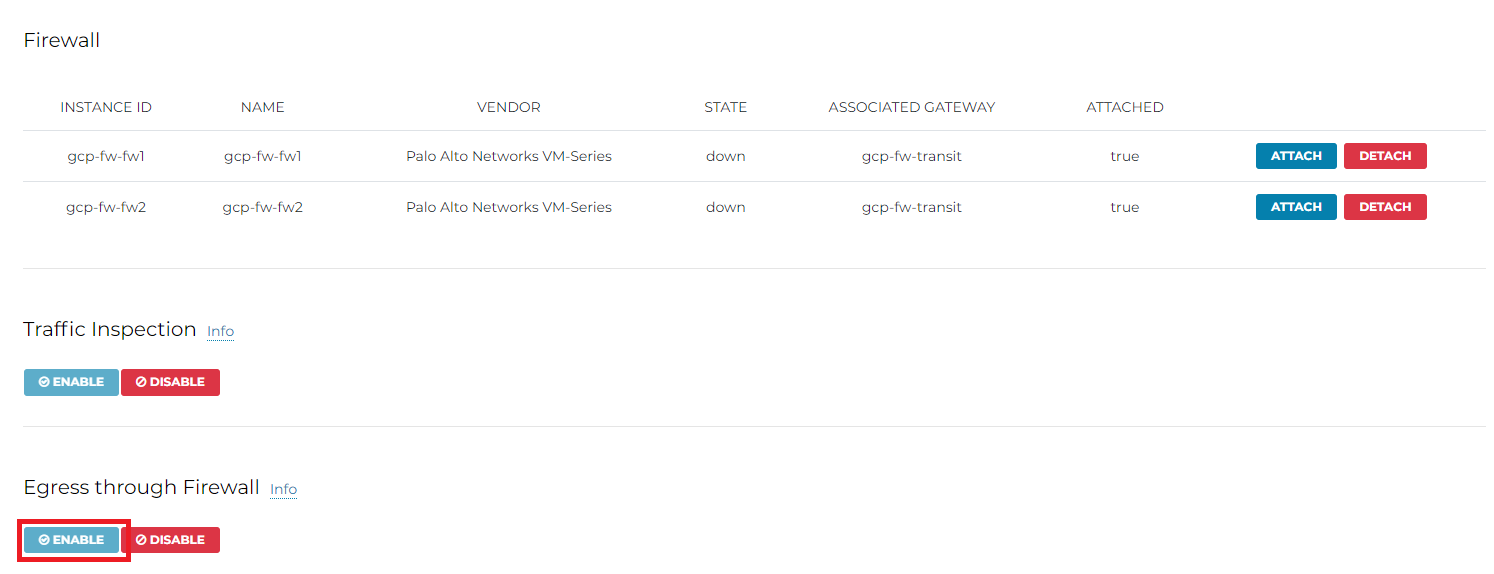 Firewall
INSTANCE ID NAME VENDOR STATE ASSOCIATED GATEWAY ATTACHED
gcp-fw-fw1 gcp-fw-fw1 Palo Alto Networks VM-Series down gcp-fw-transit true ATTACH DETACH
gcp-fw-fw2 gcp-fw-fw2 Palo Alto Networks VM-Series down gcp-fw-transit true ATTACH DETACH
Traffic Inspection Info
ENABLE DISABLE
Egress through Firewall Info
ENABLE DISABLE